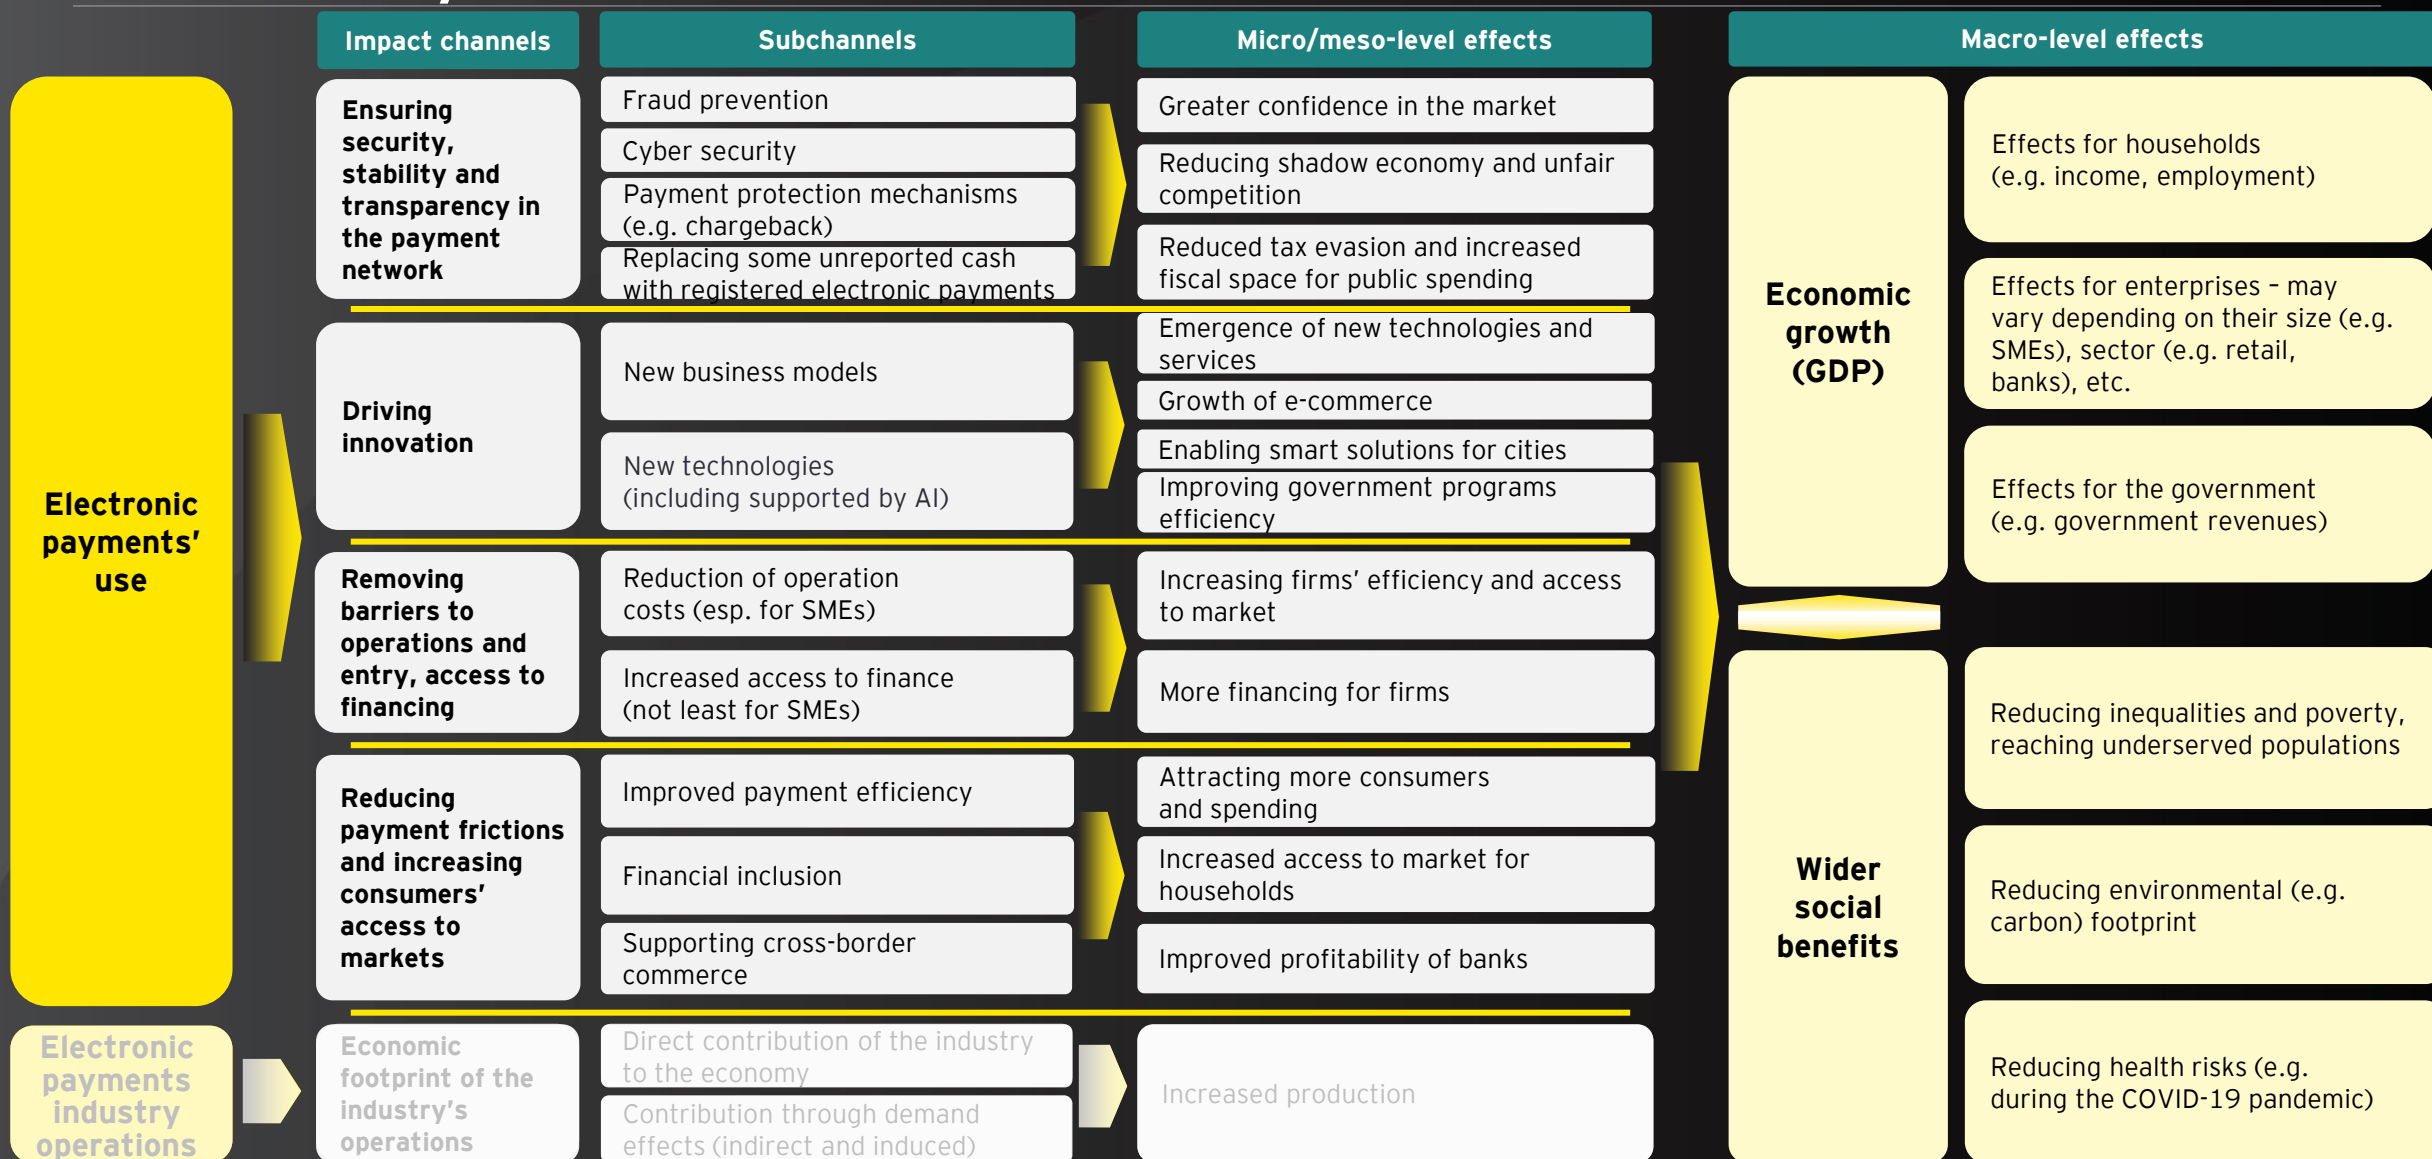 Impact channels
Subchannels
Micro/meso-level effects
Macro-level effects
Electronic
payments’
use
Ensuring
security,
stability and
transparency in
the payment
network
Fraud prevention
Cyber security
Payment protection mechanisms
(e.g. chargeback)
Replacing some unreported cash
with registered electronic payments
Greater confidence in the market
Reducing shadow economy and unfair
competition
Reduced tax evasion and increased
fiscal space for public spending
Driving
innovation
New business models
New technologies
(including supported by AI)
Emergence of new technologies and
services
Growth of e-commerce
Enabling smart solutions for cities
Improving government programs
efficiency
Removing
barriers to
operations and
entry, access to
financing
Reduction of operation
costs (esp. for SMEs)
Increased access to finance
(not least for SMEs)
Increasing firms’ efficiency and access
to market
More financing for firms
Reducing
payment frictions
and increasing
consumers’
access to
markets
Improved payment efficiency
Financial inclusion
Supporting cross-border
commerce
Attracting more consumers
and spending
Increased access to market for
households
Improved profitability of banks
Electronic
payments
industry
operations
Economic
footprint of the
industry’s
operations
Direct contribution of the industry
to the economy
Contribution through demand
effects (indirect and induced)
Increased production
Economic
growth
(GDP)
Effects for households
(e.g. income, employment)
Effects for enterprises – may
vary depending on their size (e.g.
SMEs), sector (e.g. retail,
banks), etc.
Effects for the government
(e.g. government revenues)
Wider
social
benefits
Reducing inequalities and poverty,
reaching underserved populations
Reducing environmental (e.g.
carbon) footprint
Reducing health risks (e.g.
during the COVID-19 pandemic)